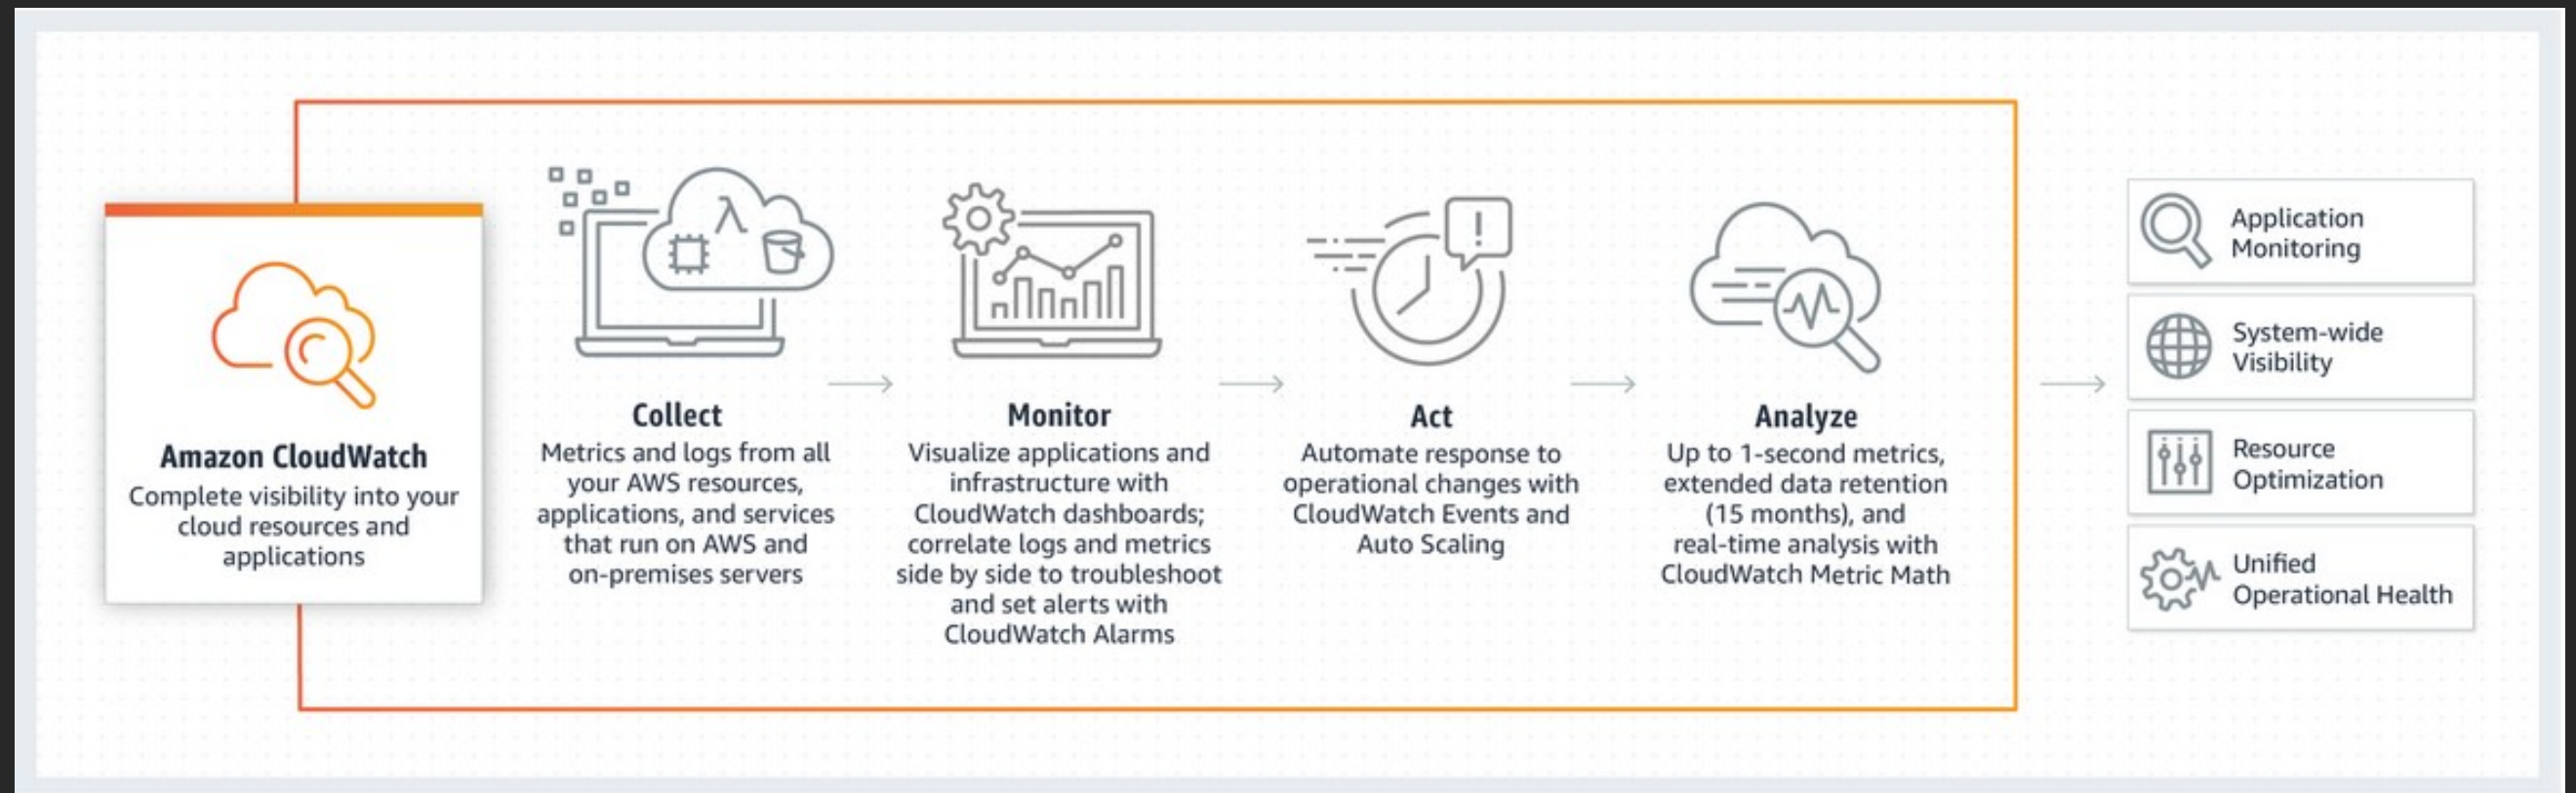 Amazon CloudWatch
Complete visibility into your
cloud resources and
applications
Collect
Metrics and logs from all
your AWS resources,
applications, and services
that run on AWS and
on-premises servers
Monitor
Visualize applications and
infrastructure with
CloudWatch dashboards;
correlate logs and metrics
side by side to troubleshoot
and set alerts with
CloudWatch Alarms
Act
Automate response to
operational changes with
CloudWatch Events and
Auto Scaling
Analyze
Up to 1-second metrics,
extended data retention
(15 months), and
real-time analysis with
CloudWatch Metric Math
Application
Monitoring
System-wide
Visibility
Resource
Optimization
Unified
Operational Health